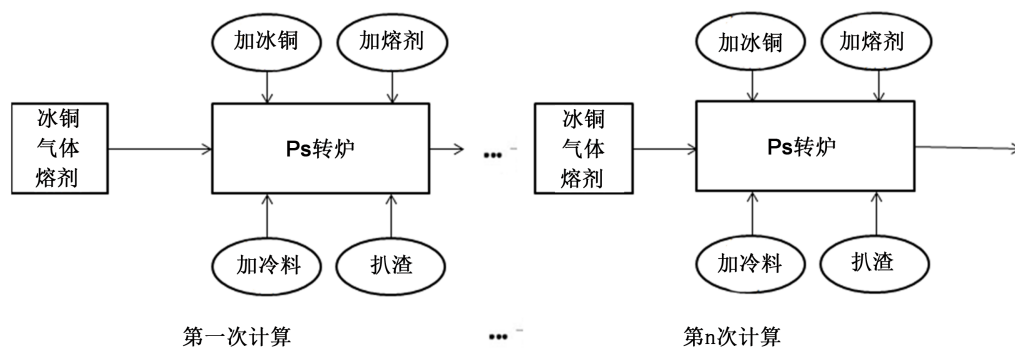 加冰铜
加熔剂
加冰铜
加熔剂
冰铜
气体
熔剂
Ps转炉
...
冰铜
气体
熔剂
Ps转炉
加冷料
扒渣
加冷料
扒渣
第一次计算
...
第n次计算